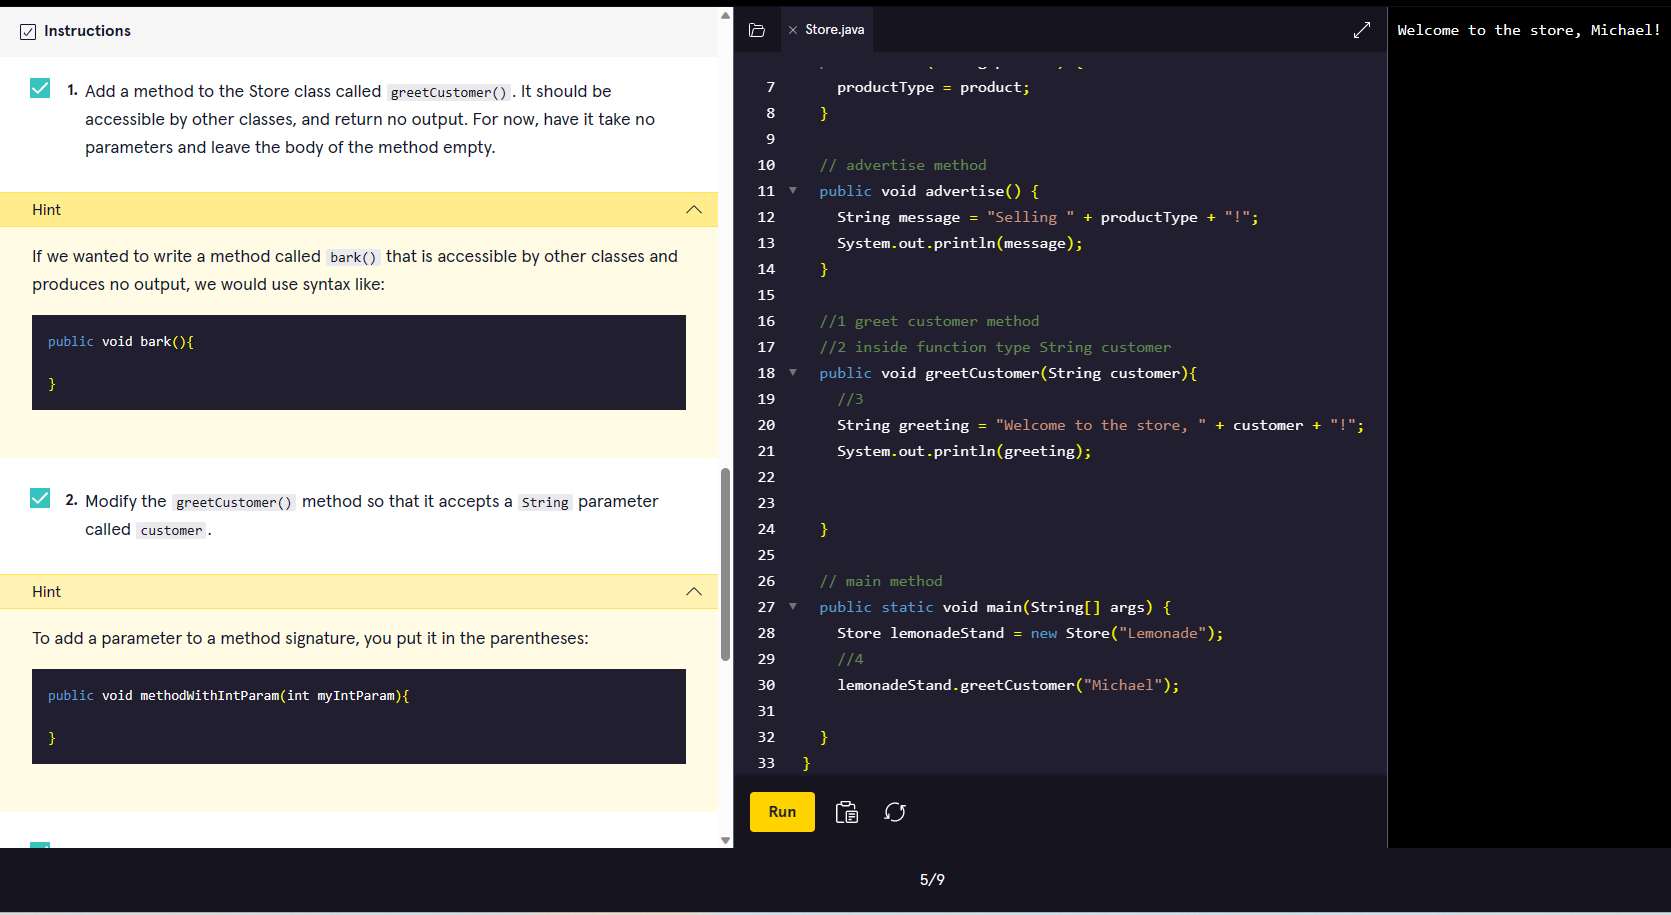 Instructions
1. Add a method to the Store class called greetCustomer(). It should be
accessible by other classes, and return no output. For now, have it take no
parameters and leave the body of the method empty.
Hint
If we wanted to write a method called bark() that is accessible by other classes and
produces no output, we would use syntax like:
public void bark(){
}
2. Modify the greetCustomer() method so that it accepts a String parameter
called customer.
Hint
To add a parameter to a method signature, you put it in the parentheses:
public void methodWithIntParam(int myIntParam){
}
Store.java
7 productType = product;
8 }
9
10 // advertise method
11 public void advertise() {
12 String message = "Selling " + productType + "!";
13 System.out.println(message);
14 }
15
16 //1 greet customer method
17 //2 inside function type String customer
18 public void greetCustomer(String customer){
19 //3
20 String greeting = "Welcome to the store, " + customer + "!";
21 System.out.println(greeting);
22
23
24 }
25
26 // main method
27 public static void main(String[] args) {
28 Store lemonadeStand = new Store("Lemonade");
29 //4
30 lemonadeStand.greetCustomer("Michael");
31
32 }
33 }
Run
Welcome to the store, Michael!
5/9